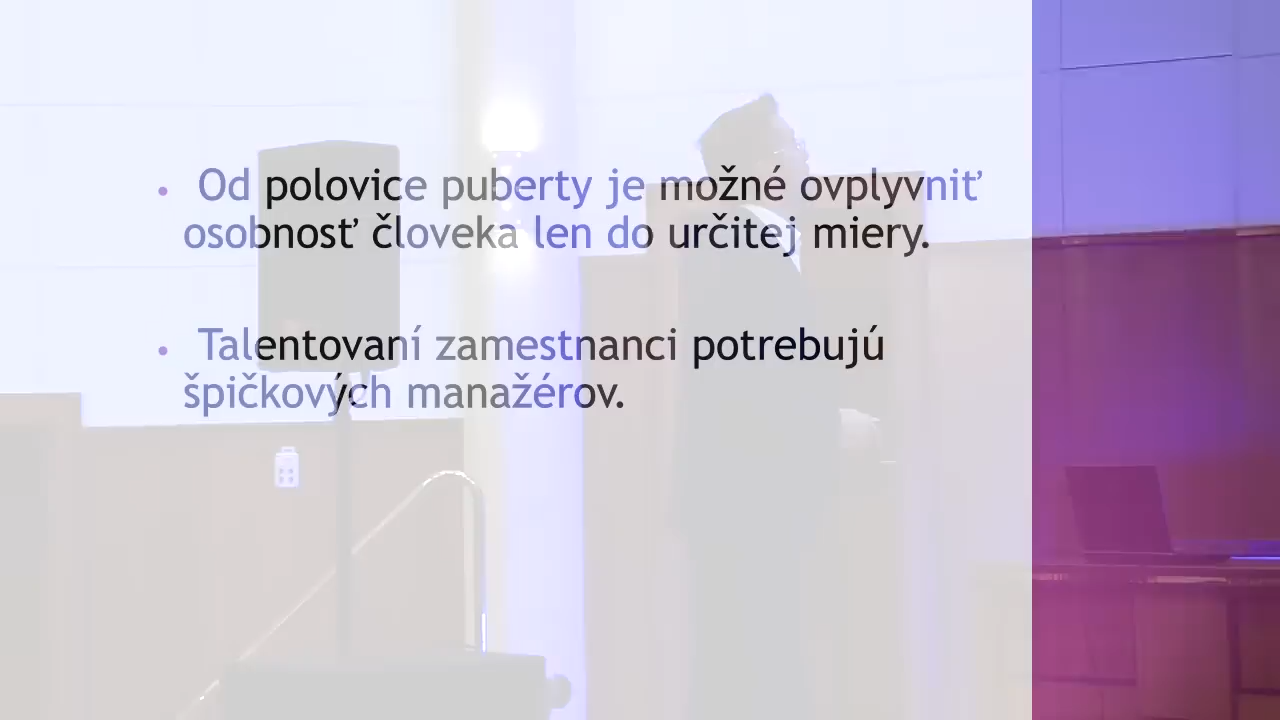 • Od polovice puberty je možné ovplyvniť
osobnosť človeka len do určitej miery.
• Talentovaní zamestnanci potrebujú
špičkových manažérov.